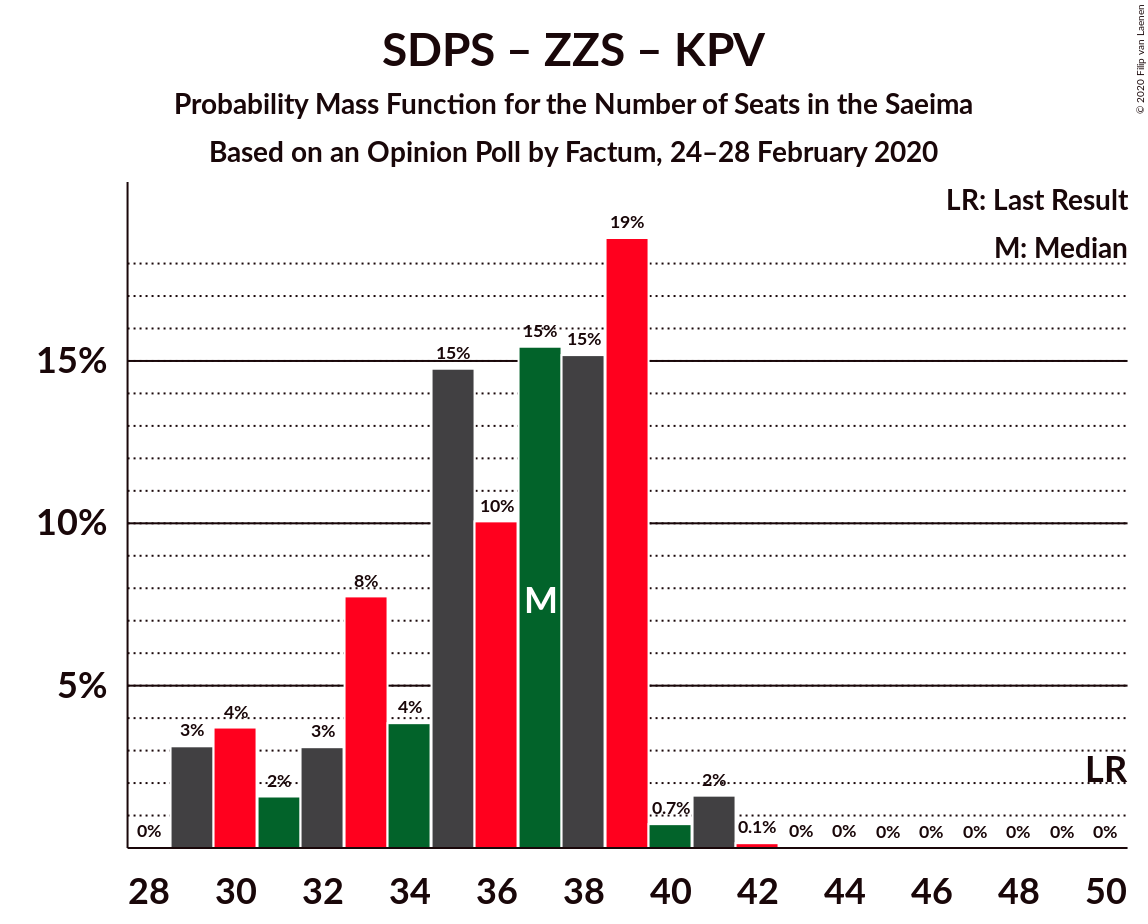 SDPS – ZZS – KPV
Probability Mass Function for the Number of Seats in the Saeima
Based on an Opinion Poll by Factum, 24–28 February 2020
© 2020 Filip van Laenen
LR: Last Result
M: Median
15%
10%
5%
0%
3%
4%
2%
3%
8%
4%
15%
10%
15%
15%
19%
0.7%
2%
0.1%
0%
0%
0%
0%
0%
0%
0%
0%
M
LR
28 30 32 34 36 38 40 42 44 46 48 50